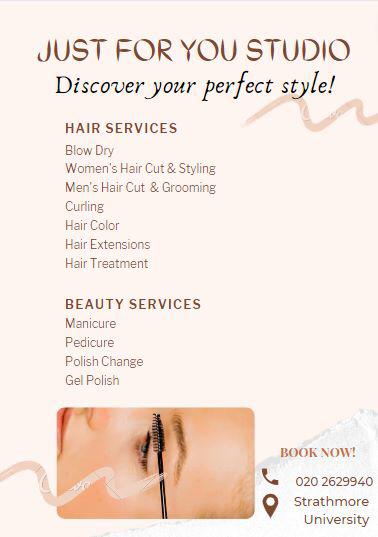 JUST FOR YOU STUDIO
Discover your perfect style!
HAIR SERVICES
Blow Dry
Women's Hair Cut & Styling
Men's Hair Cut & Grooming
Curling
Hair Color
Hair Extensions
Hair Treatment
BEAUTY SERVICES
Manicure
Pedicure
Polish Change
Gel Polish
BOOK NOW!
020 2629940
Strathmore
University